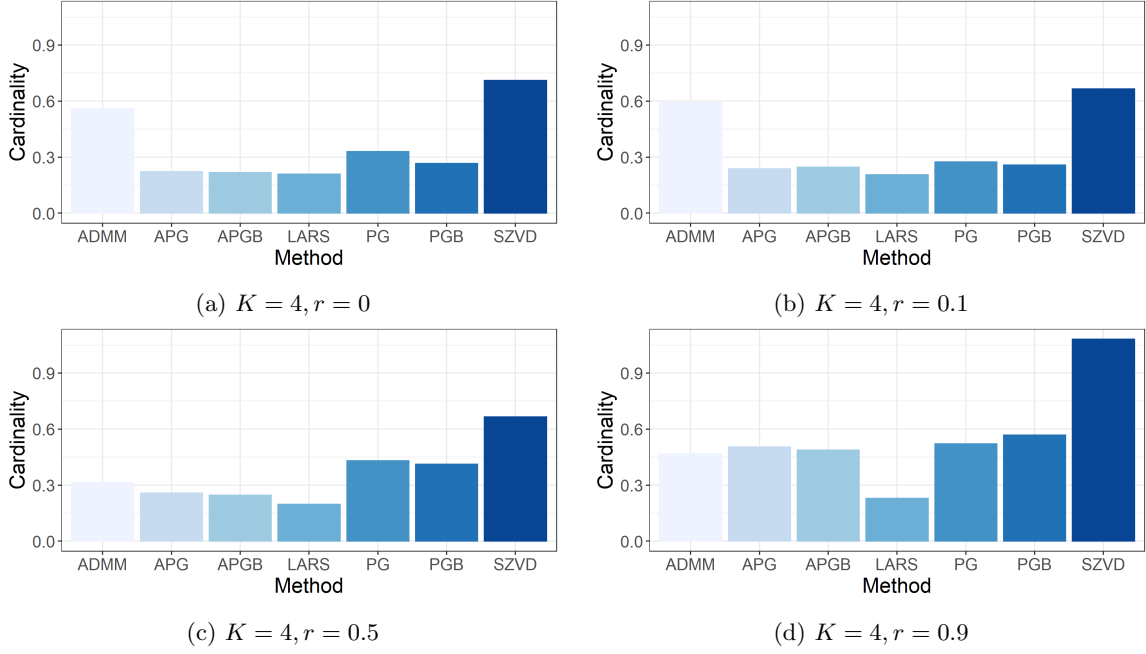 Cardinality
0.9
0.6
0.3
0.0
ADMM APG APGB LARS PG PGB SZVD
Method
(a) K = 4, r = 0
Cardinality
0.9
0.6
0.3
0.0
ADMM APG APGB LARS PG PGB SZVD
Method
(b) K = 4, r = 0.1
Cardinality
0.9
0.6
0.3
0.0
ADMM APG APGB LARS PG PGB SZVD
Method
(c) K = 4, r = 0.5
Cardinality
0.9
0.6
0.3
0.0
ADMM APG APGB LARS PG PGB SZVD
Method
(d) K = 4, r = 0.9